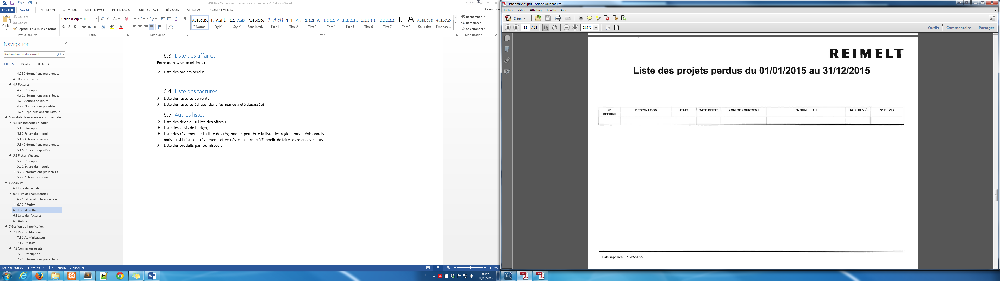 SIGMA - Cahier des charges fonctionnelles - v1.0.docx - Word
FICHIER ACCUEIL INSERTION CRÉATION MISE EN PAGE RÉFÉRENCES PUBLIPOSTAGE RÉVISION AFFICHAGE COMPLÉMENTS
Connexion
Coller
Couper
Copier
Reproduire la mise en forme
Presse-papiers
Calibri (Corp 11
G I S abc x₂ x²
Police
Paragraphe
AaBbCcDc I. AaBb 1.1 AaB AaBbCcDc 1 AaB 1.1 Aa 1.1.1 A 1.1.1 A 1.1.1.1. 1.1.1.1.1. 1.1.1.1.1. I. A AaBbCcD AaBbCcDc
¶ Normal Style1 Style4 Sans interl... Titre 1 Titre 2 Titre 3 Titre 4 Titre 5 Titre 6 Titre 7 Titre 0 Sous-titre Emphase...
Style
Rechercher
Remplacer
Sélectionner
Modification
Navigation
Rechercher un document
TITRES PAGES RÉSULTATS
4.5.3 Informations présentes s...
4.6 Bons de livraisons
4.7 Factures
4.7.1 Description
4.7.2 Informations présentes s...
4.7.3 Actions possibles
4.7.4 Notifications possibles
4.7.5 Répercussions sur l'affaire
5 Module de ressources commerciales
5.1 Bibliothèques produit
5.1.1 Description
5.1.2 Écrans du module
5.1.3 Actions possibles
5.1.4 Informations présentes s...
5.1.5 Données exportées
5.2 Fiches d'heures
5.2.1 Description
5.2.2 Écrans du module
5.2.3 Informations présentes s...
5.2.4 Actions possibles
6 Analyses
6.1 Liste des achats
6.2 Liste des commandes
6.2.1 Filtres et critères de sélec...
6.2.2 Résultat
6.3 Liste des affaires
6.4 Liste des factures
6.5 Autres listes
7 Gestion de l'application
7.1 Profils utilisateur
7.1.1 Administrateur
7.1.2 Utilisateur
7.2 Connexion au site
7.2.1 Description
7.2.2 Informations présentes s...
6.3 Liste des affaires
Entre autres, selon critères :
➢ Liste des projets perdus
6.4 Liste des factures
➢ Liste des factures de vente,
➢ Liste des factures échues (dont l'échéance a été dépassée)
6.5 Autres listes
➢ Liste des devis ou « Liste des offres »,
➢ Liste des suivis de budget,
➢ Liste des règlements : La liste des règlements peut être la liste des règlements prévisionnels
mais aussi la liste des règlements effectués, cela permet à Zeppelin de faire ses relances clients.
➢ Liste des produits par fournisseur.
PAGE 66 SUR 73 11973 MOTS FRANÇAIS (FRANCE)
110 %
FR
09:46
31/07/2015
Liste analyses.pdf - Adobe Acrobat Pro
Fichier Edition Affichage Fenêtre Aide
Créer
13 / 18 98,9%
Outils Commentaire Partager
REIMELT
Liste des projets perdus du 01/01/2015 au 31/12/2015
N° AFFAIRE DESIGNATION ETAT DATE PERTE NOM CONCURRENT RAISON PERTE DATE DEVIS N° DEVIS
Liste imprimée l 19/05/2015